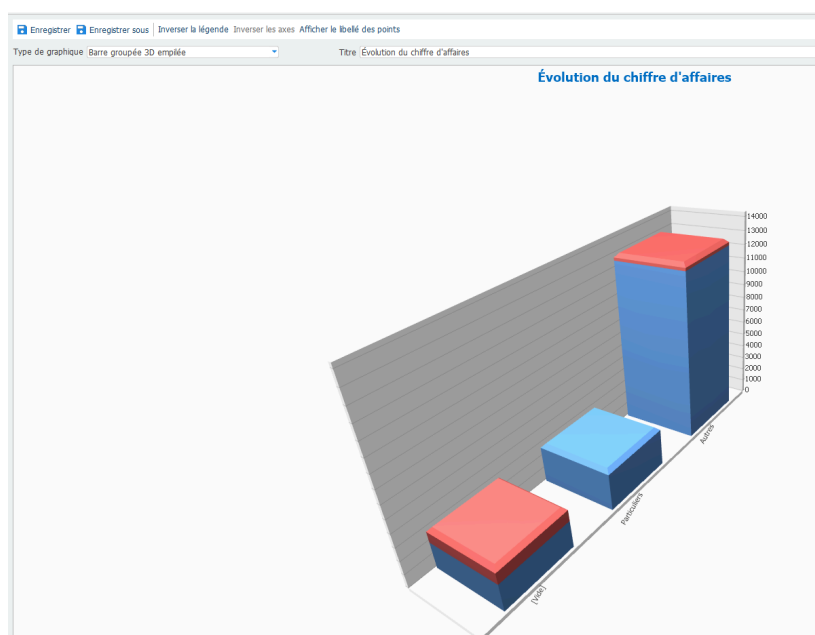 Enregistrer Enregistrer sous Inverser la légende Inverser les axes Afficher le libellé des points
Type de graphique Barre groupée 3D empilée Titre Évolution du chiffre d'affaires
Évolution du chiffre d'affaires
14000
13000
12000
11000
10000
9000
8000
7000
6000
5000
4000
3000
2000
1000
0
Autres
Particuliers
[Vide]